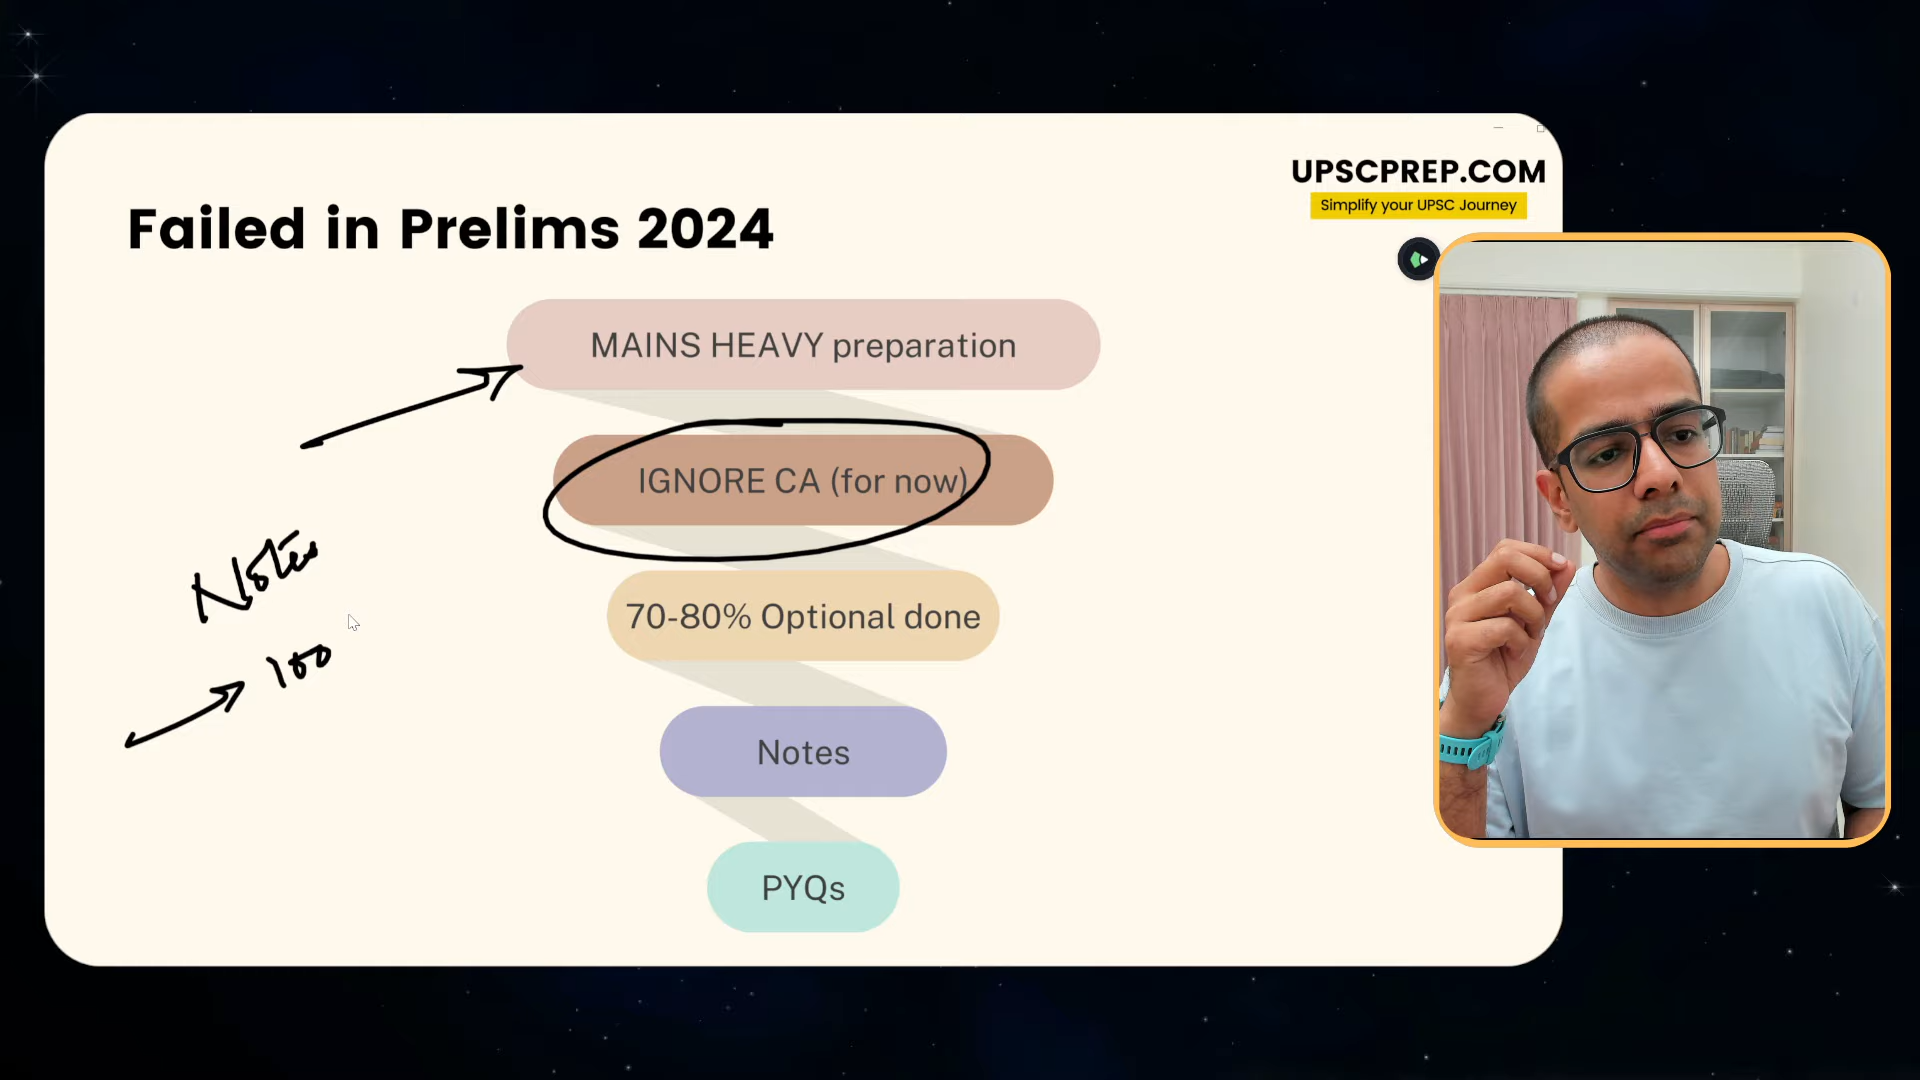 UPSCPREP.COM
Simplify your UPSC Journey
Failed in Prelims 2024
MAINS HEAVY preparation
IGNORE CA (for now)
70-80% Optional done
Notes
PYQs
Notes
100